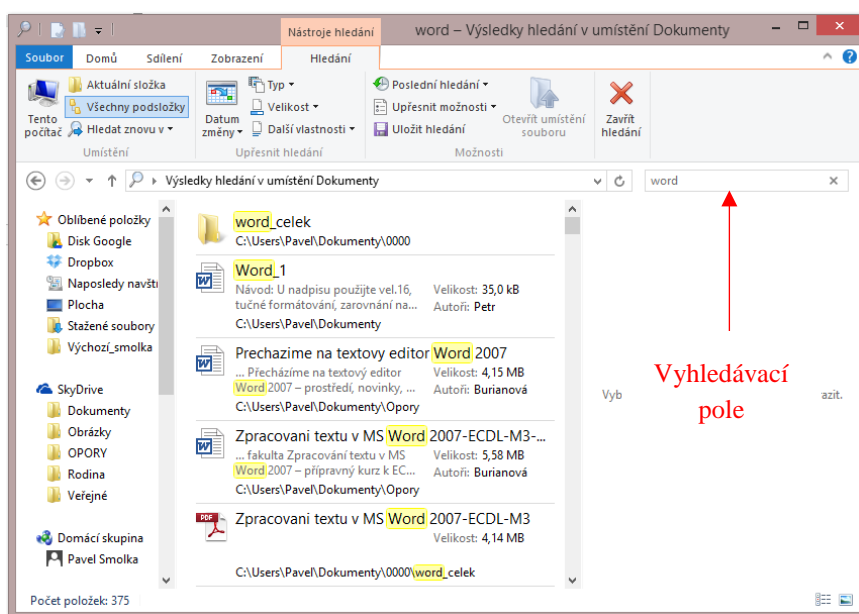 Nástroje hledání
word – Výsledky hledání v umístění Dokumenty
Soubor Domů Sdílení Zobrazení Hledání
Tento počítač
Aktuální složka
Všechny podsložky
Hledat znovu v
Umístění
Datum změny
Typ
Velikost
Další vlastnosti
Upřesnit hledání
Poslední hledání
Upřesnit možnosti
Uložit hledání
Otevřít umístění souboru
Možnosti
Zavřít hledání
Výsledky hledání v umístění Dokumenty
word
Oblíbené položky
Disk Google
Dropbox
Naposledy navšti
Plocha
Stažené soubory
Výchozí_smolka
SkyDrive
Dokumenty
Obrázky
OPORY
Rodina
Veřejné
Domácí skupina
Pavel Smolka
word_celek
C:\Users\Pavel\Dokumenty\0000
Word_1
Návod: U nadpisu použijte vel.16, Velikost: 35,0 kB
tučné formátování, zarovnání na... Autoři: Petr
C:\Users\Pavel\Dokumenty
Prechazime na textovy editor Word 2007
... Přecházíme na textový editor Velikost: 4,15 MB
Word 2007 – prostředí, novinky, ... Autoři: Burianová
C:\Users\Pavel\Dokumenty\Opory
Zpracovani textu v MS Word 2007-ECDL-M3-...
... fakulta Zpracování textu v MS Velikost: 5,58 MB
Word 2007 – přípravný kurz k EC... Autoři: Burianová
C:\Users\Pavel\Dokumenty\Opory
PDF
Zpracovani textu v MS Word 2007-ECDL-M3
Velikost: 4,14 MB
C:\Users\Pavel\Dokumenty\0000\word_celek
Vyb azit.
Vyhledávací
pole
Počet položek: 375